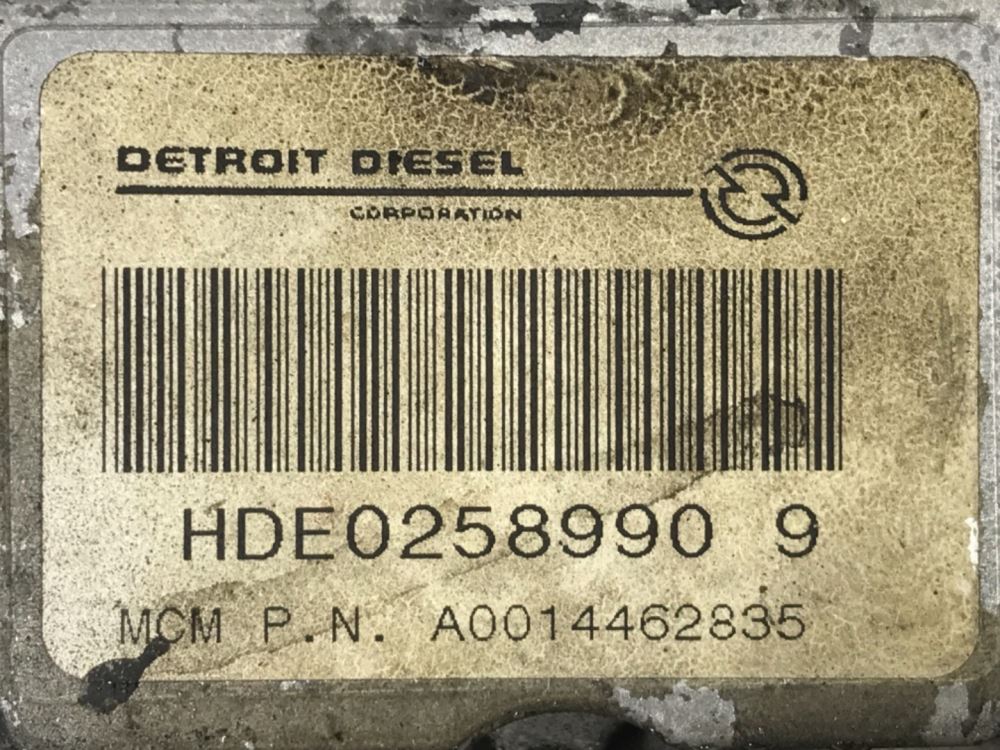 DETROIT DIESEL
CORPORATION
HDE0258990 9
MCM P.N. A0014462835